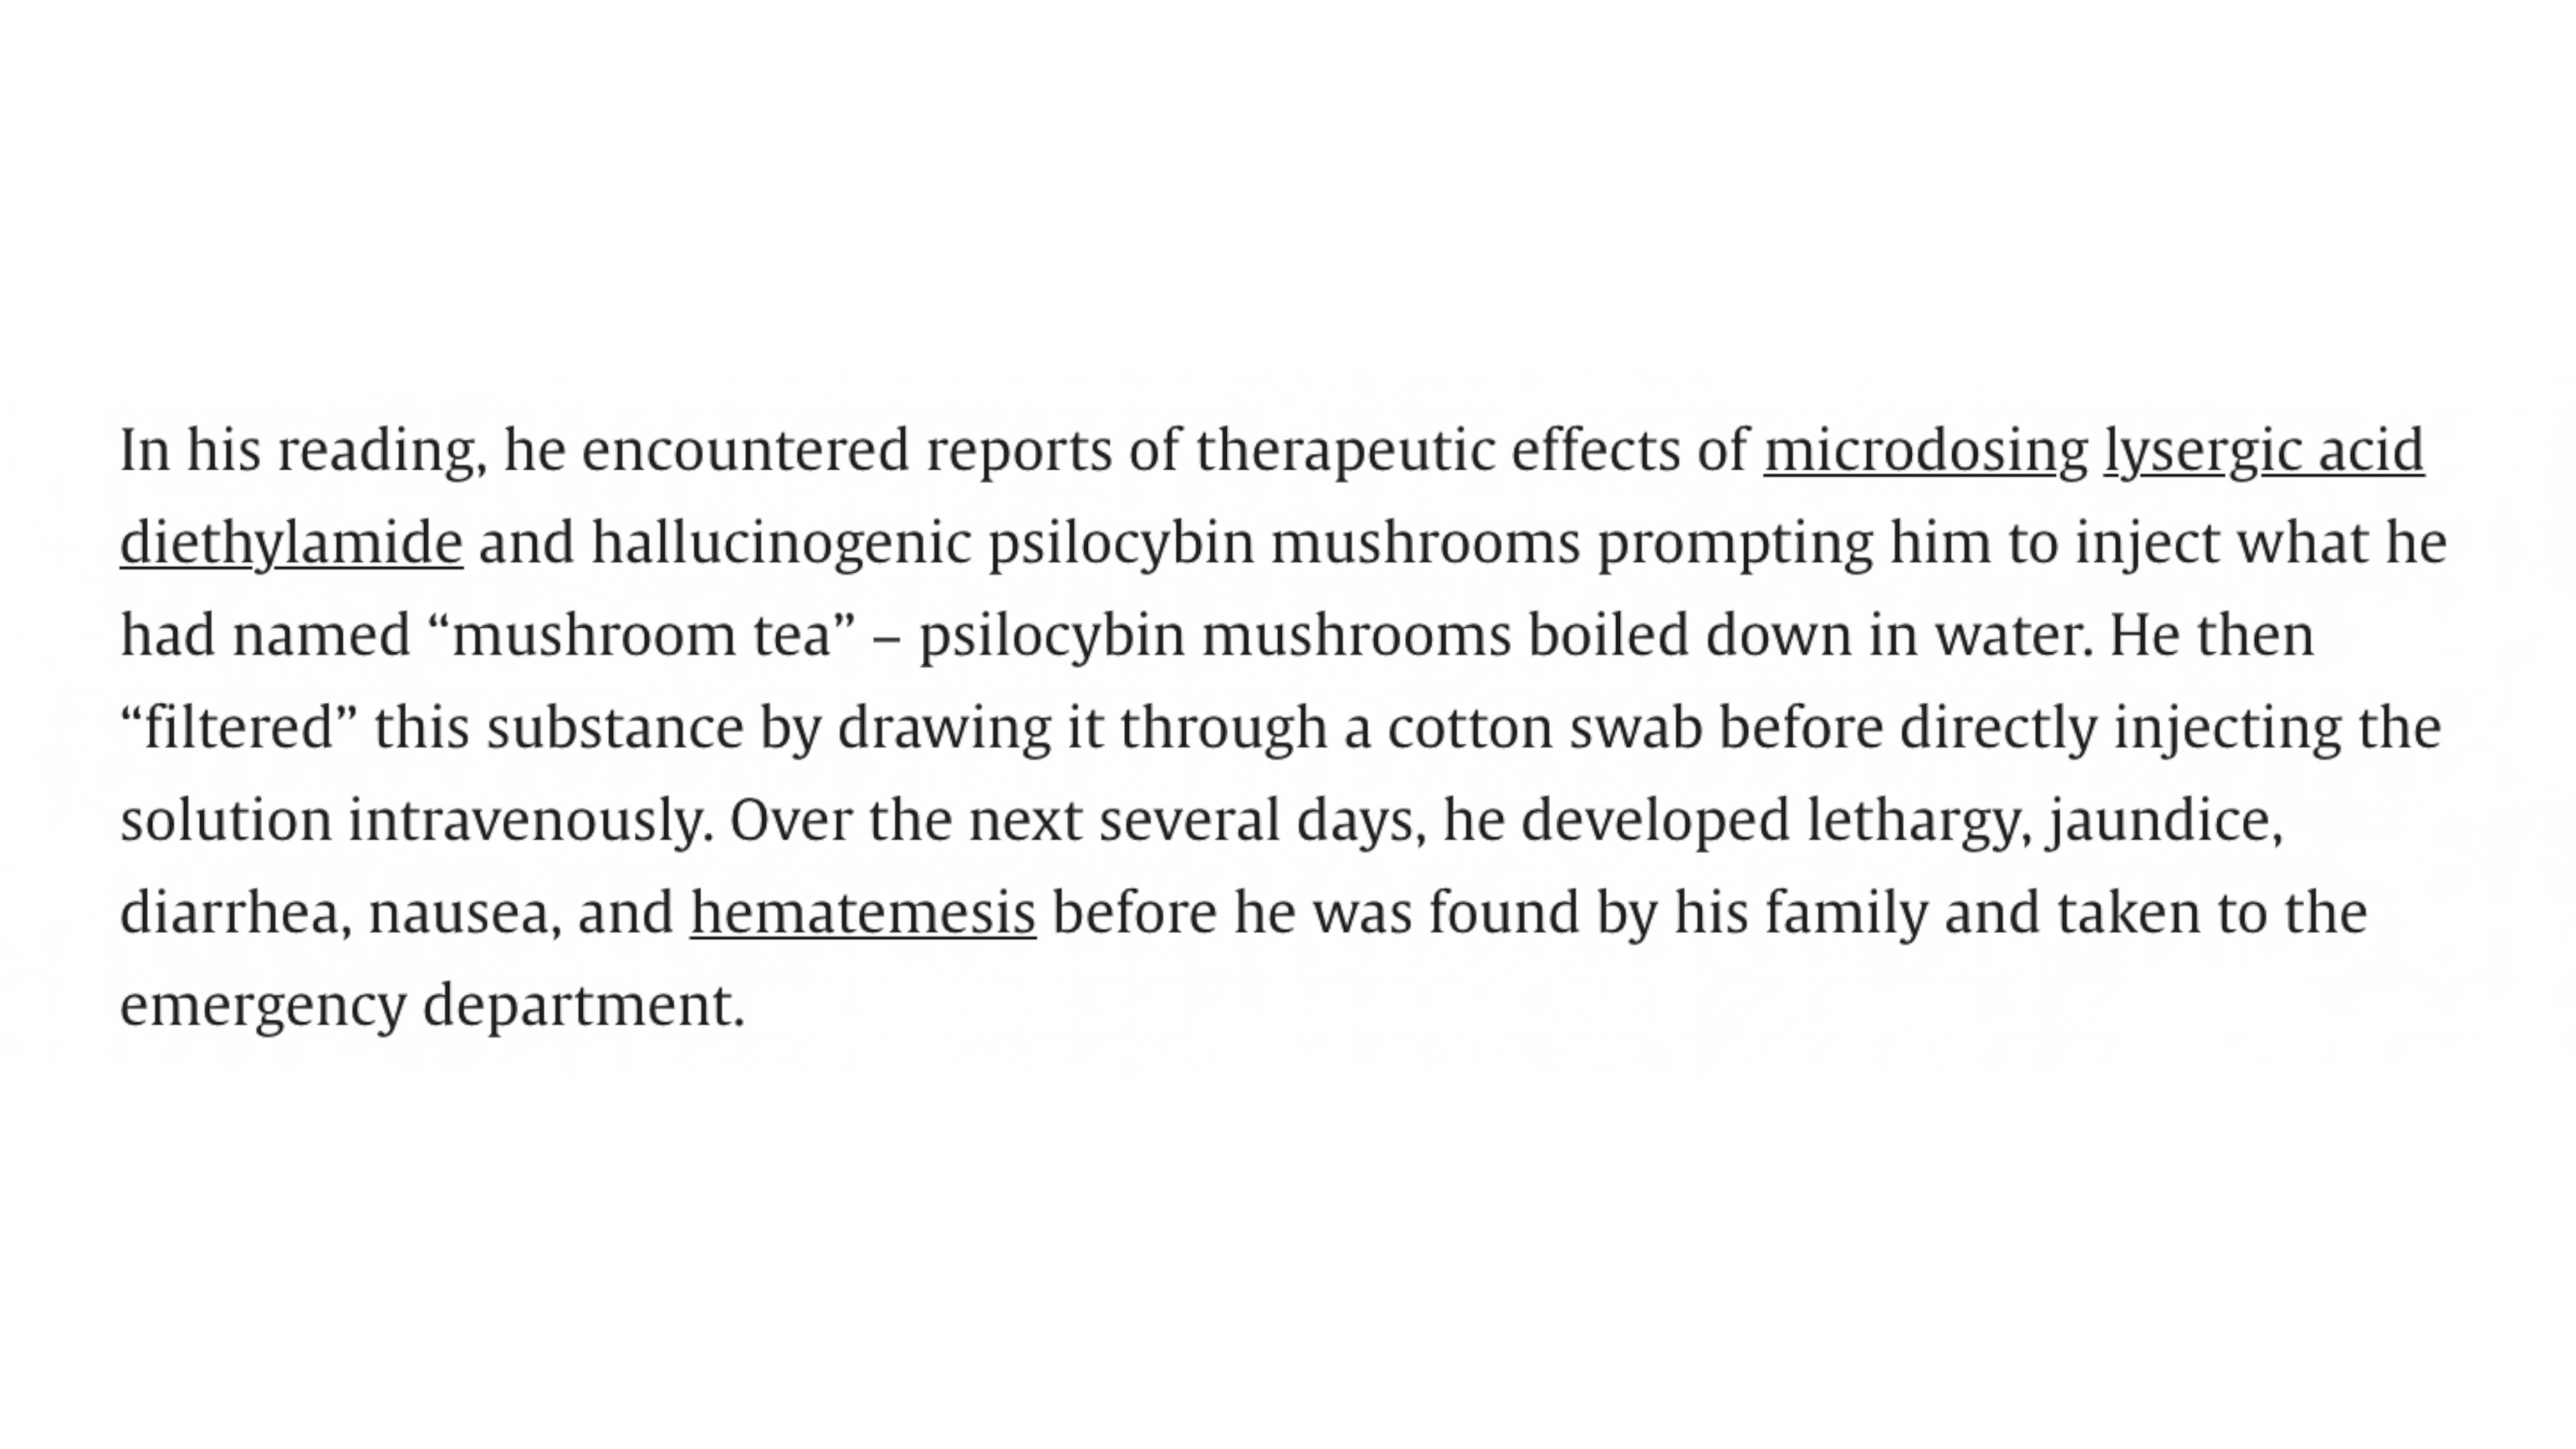 In his reading, he encountered reports of therapeutic effects of microdosing lysergic acid
diethylamide and hallucinogenic psilocybin mushrooms prompting him to inject what he
had named “mushroom tea” – psilocybin mushrooms boiled down in water. He then
“filtered” this substance by drawing it through a cotton swab before directly injecting the
solution intravenously. Over the next several days, he developed lethargy, jaundice,
diarrhea, nausea, and hematemesis before he was found by his family and taken to the
emergency department.